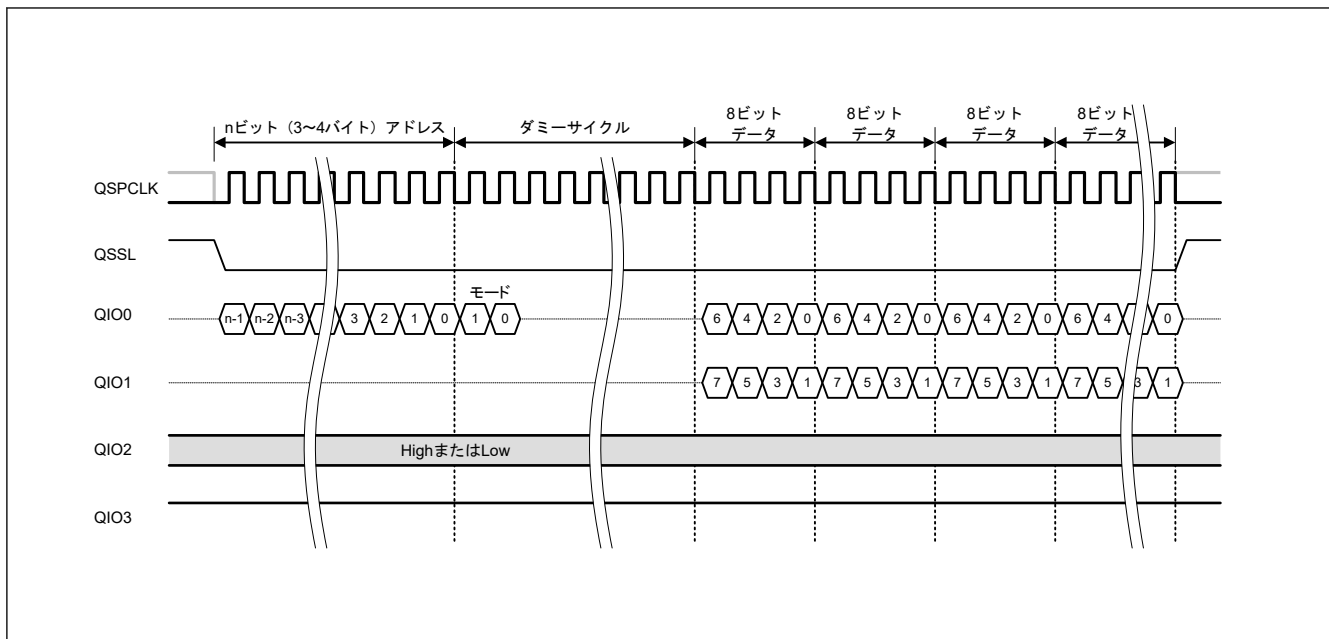 nビット（3～4バイト）アドレス
ダミーサイクル
8ビット
データ
8ビット
データ
8ビット
データ
8ビット
データ
QSPCLK
QSSL
モード
QIO0
n-1 n-2 n-3 3 2 1 0 1 0 6 4 2 0 6 4 2 0 6 4 2 0 6 4 0
QIO1
7 5 3 1 7 5 3 1 7 5 3 1 7 5 3 1
QIO2
HighまたはLow
QIO3